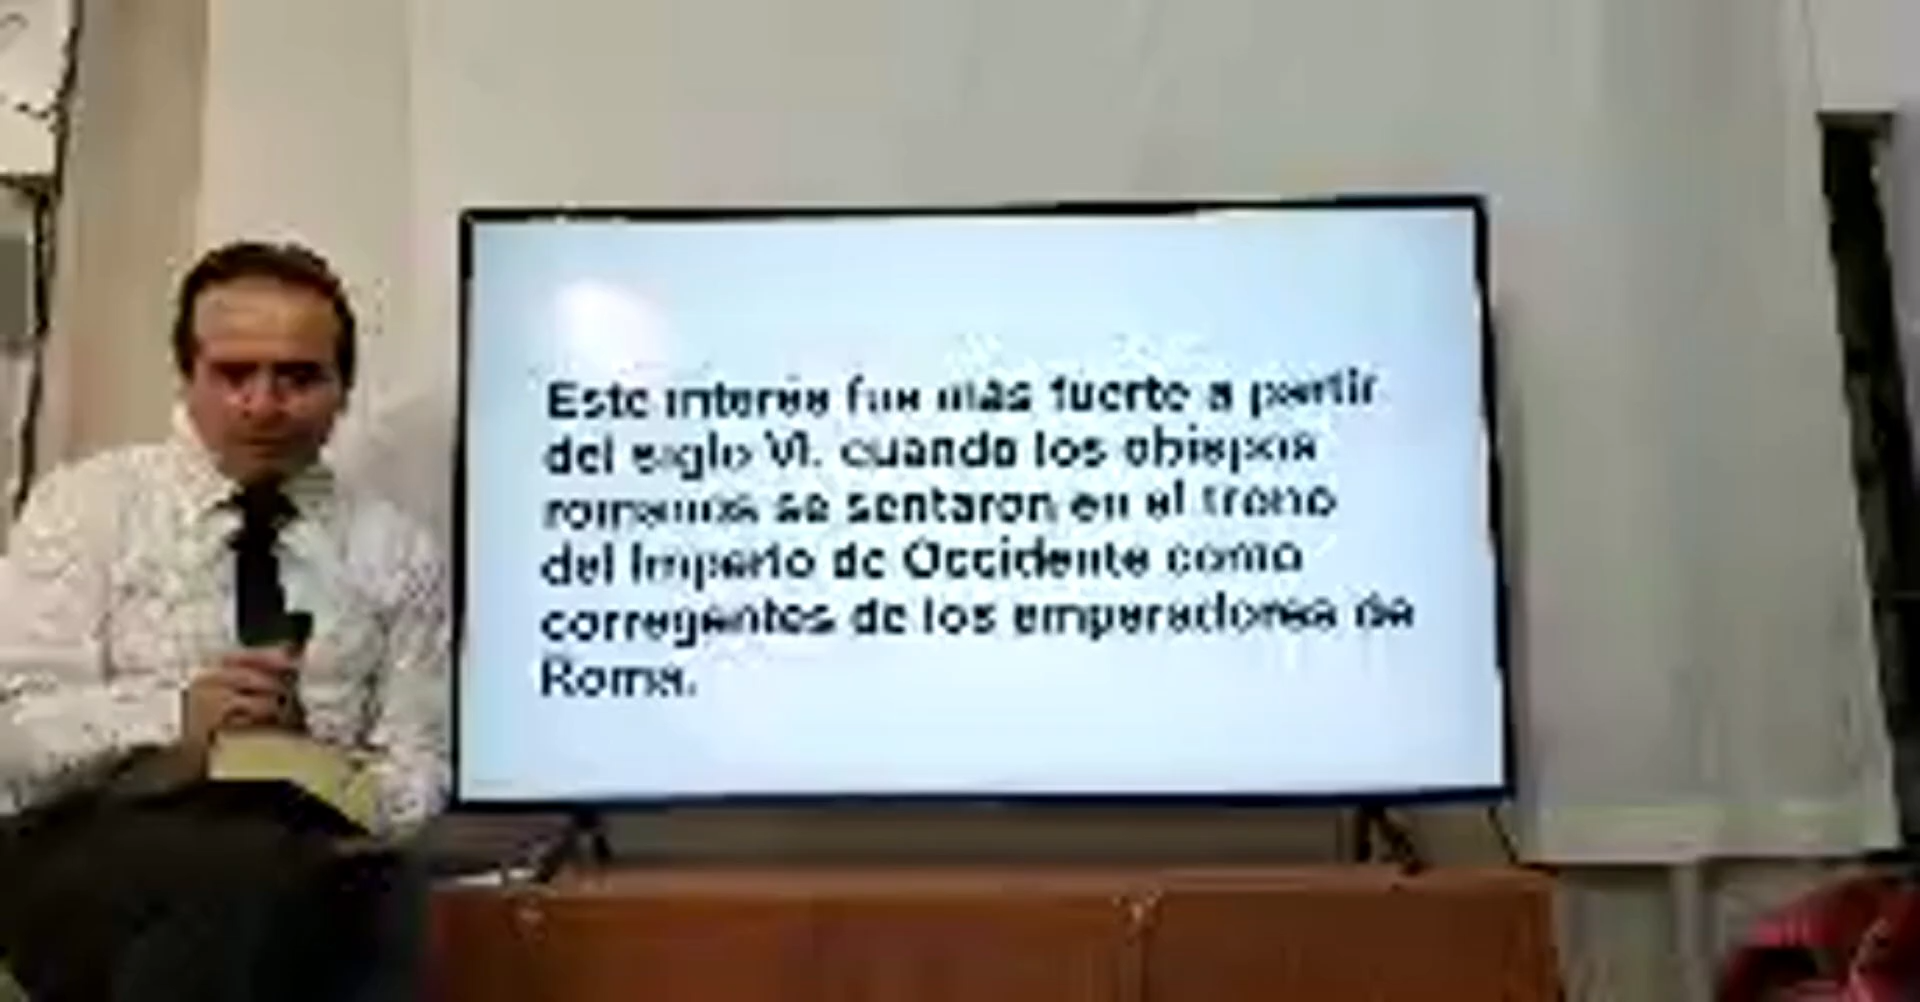 Este interés fue más fuerte a partir
del siglo VI, cuando los obispos
romanos se sentaron en el trono
del Imperio de Occidente como
corregentes de los emperadores de
Roma.